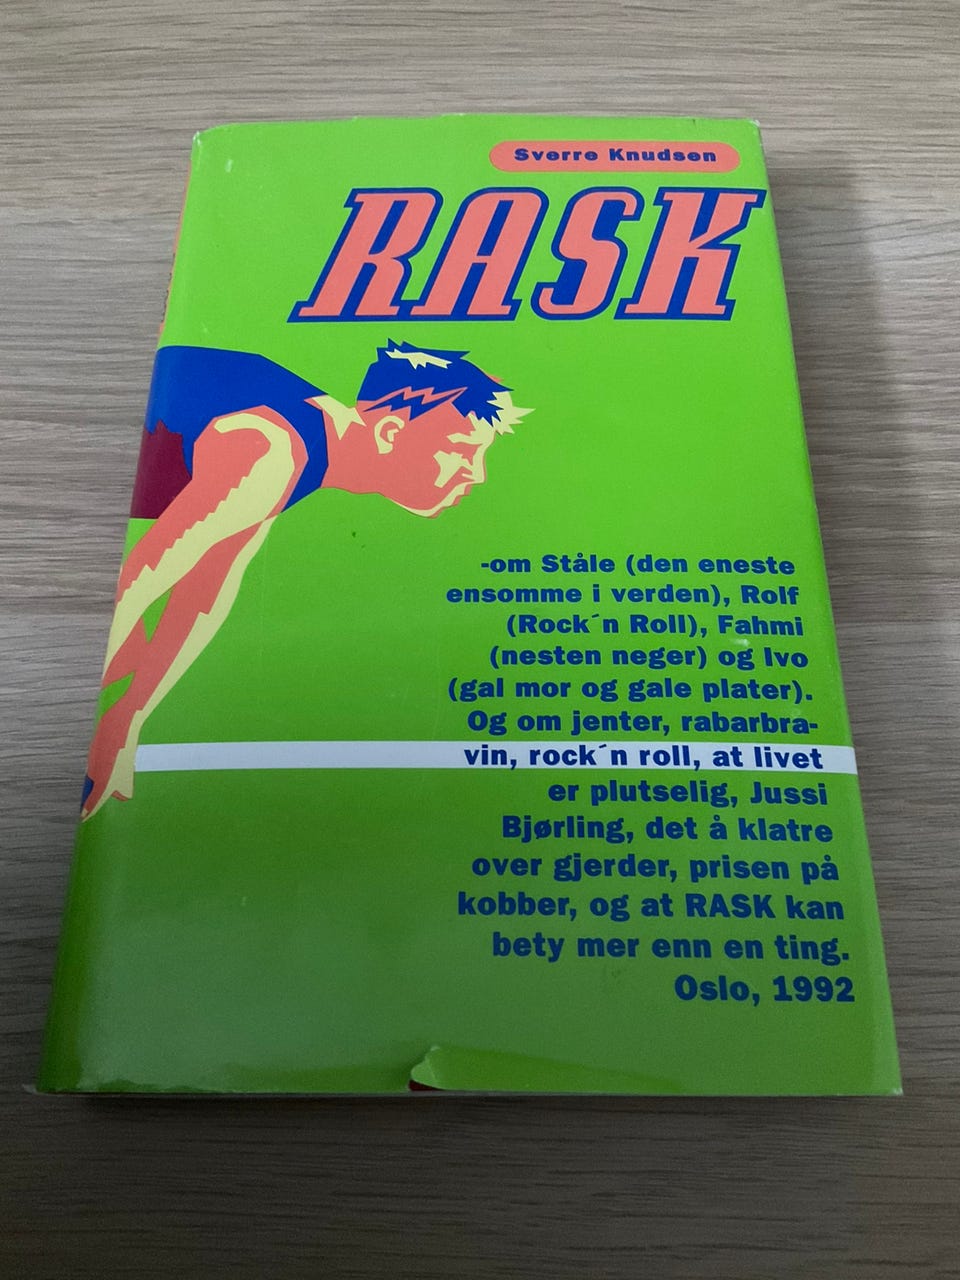 Sverre Knudsen
RASK
-om Ståle (den eneste
ensomme i verden), Rolf
(Rock´n Roll), Fahmi
(nesten neger) og Ivo
(gal mor og gale plater).
Og om jenter, rabarbra-
vin, rock´n roll, at livet
er plutselig, Jussi
Bjørling, det å klatre
over gjerder, prisen på
kobber, og at RASK kan
bety mer enn en ting.
Oslo, 1992